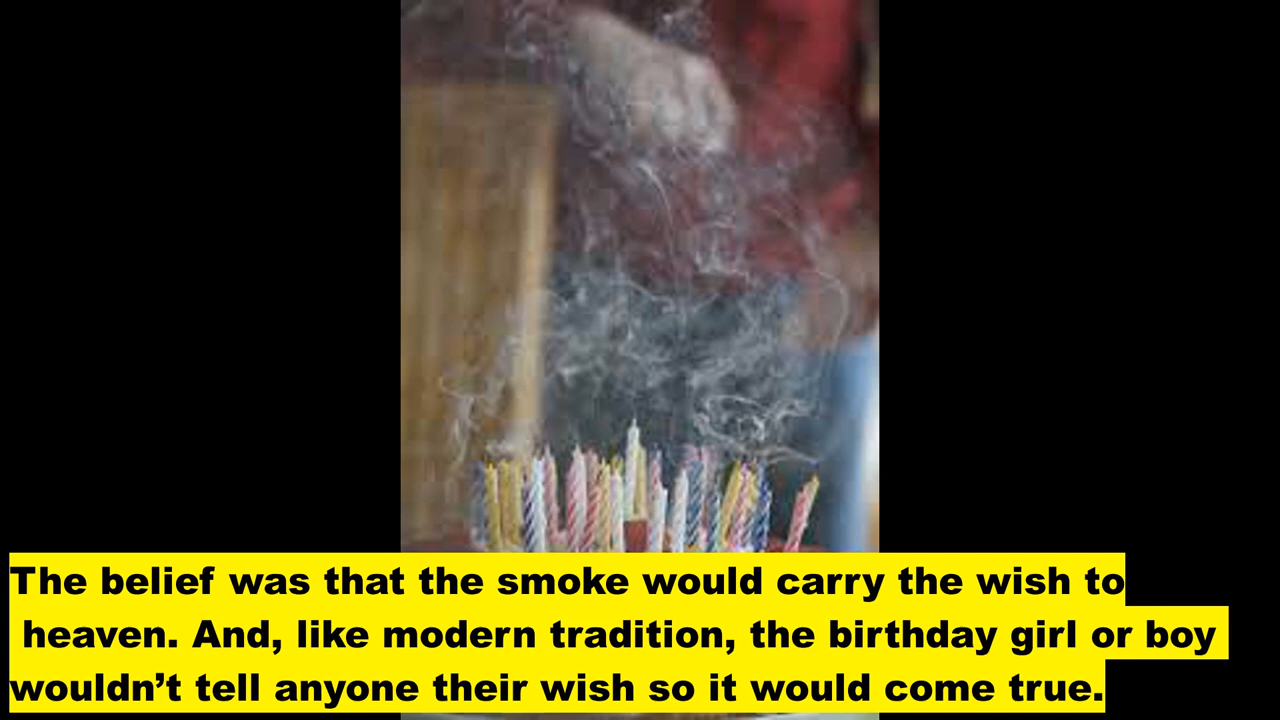 The belief was that the smoke would carry the wish to
heaven. And, like modern tradition, the birthday girl or boy
wouldn’t tell anyone their wish so it would come true.